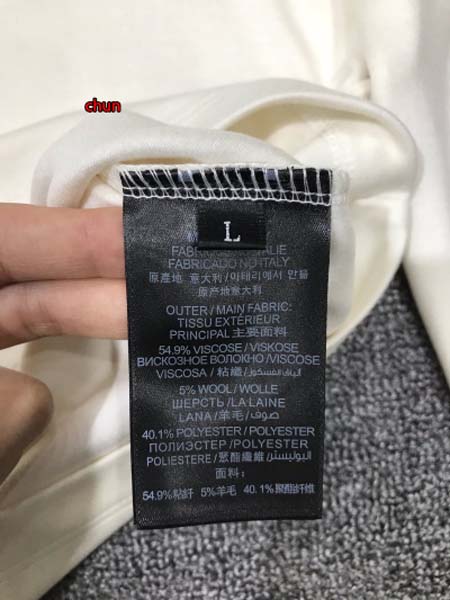 chun
L
FABRICADO NO ITALY
原産地 意大利/이태리에서 만듦
原产地意大利
OUTER / MAIN FABRIC:
TISSU EXTÉRIEUR
PRINCIPAL 主要面料
54.9% VISCOSE / VISKOSE
ВИСКОЗНОЕ ВОЛОКНО / VISCOSE
VISCOSA / 粘纖 /
5% WOOL / WOLLE
ШЕРСТЬ / LA LAINE
LANA / 羊毛 / صوف
40.1% POLYESTER / POLYESTER
ПОЛИЭСТЕР / POLYESTER
POLIESTERE / 聚酯纖維 / البوليستر
面料:
54.9%粘纤 5%羊毛 40.1%聚酯纤维